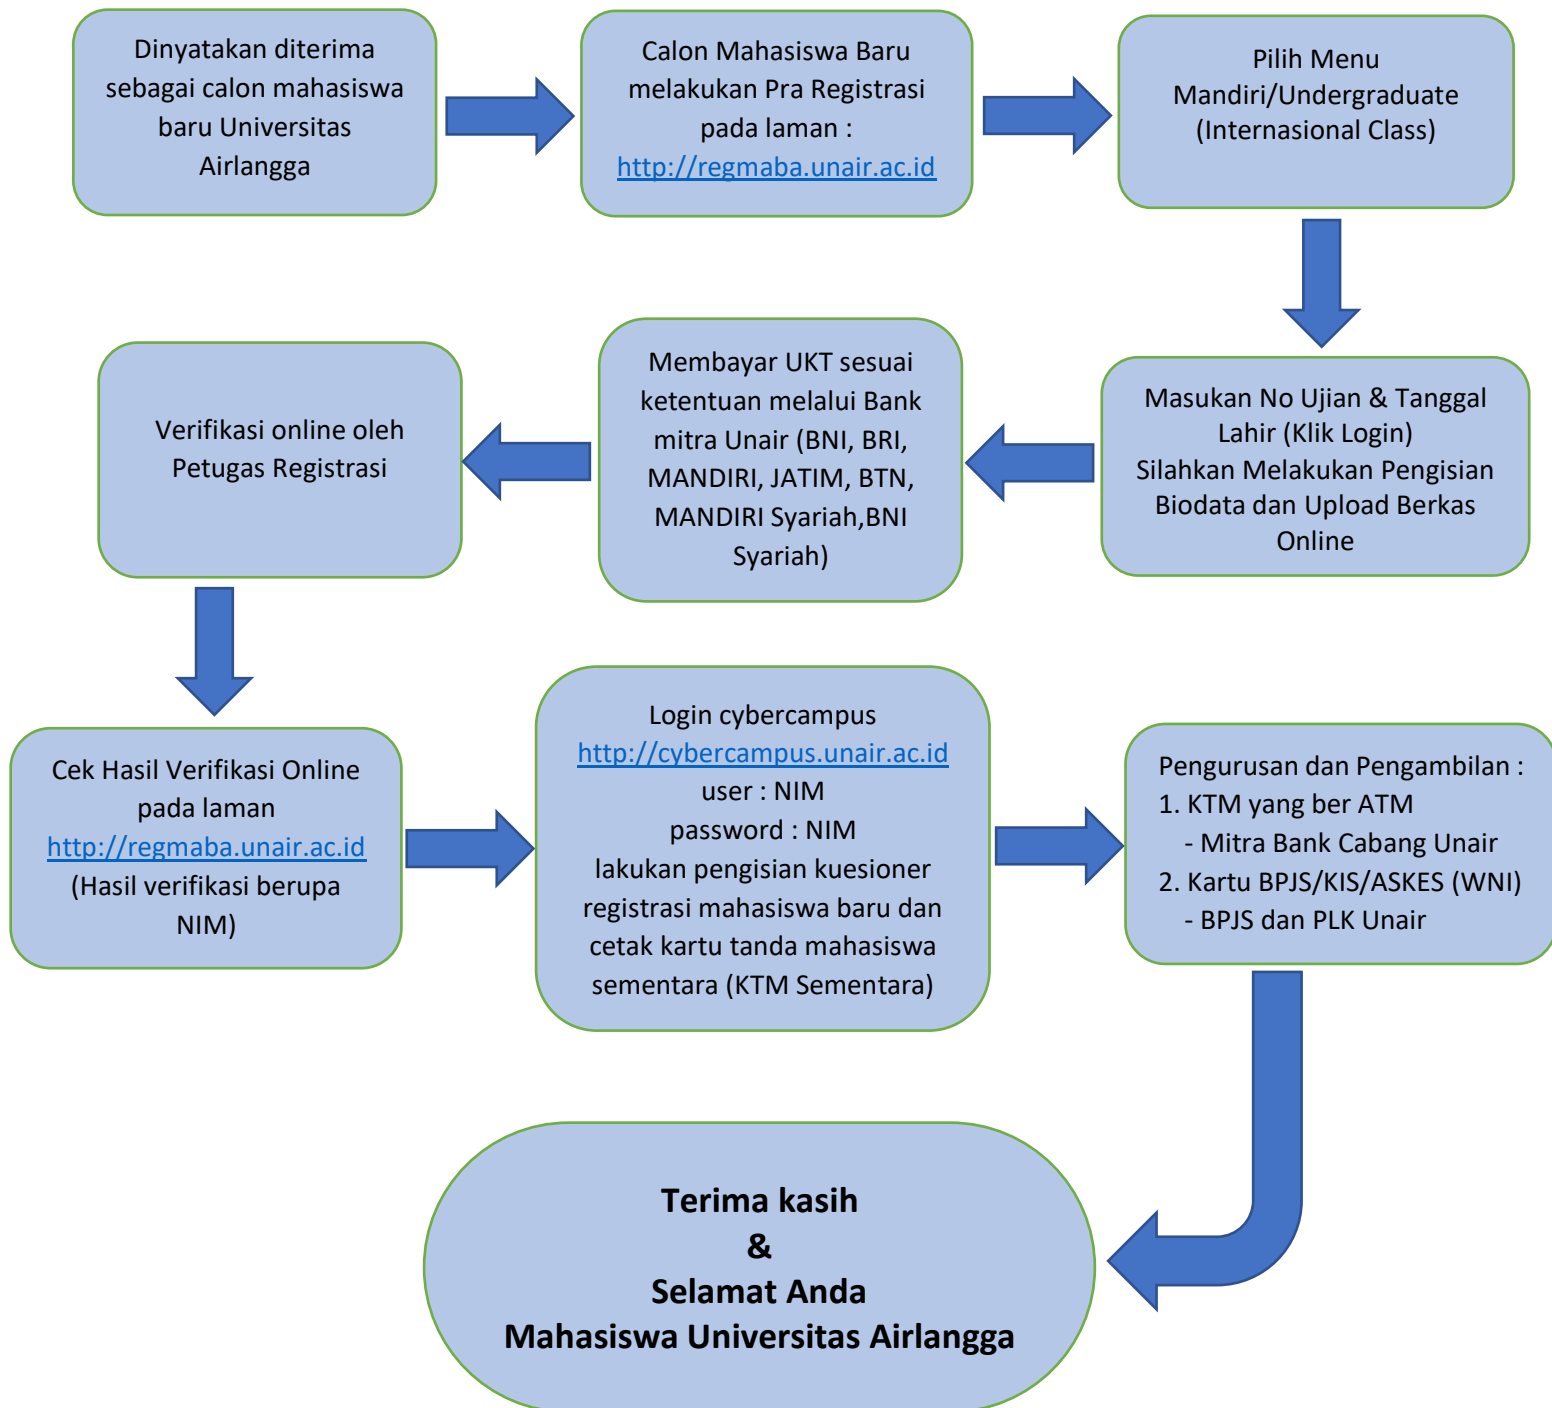 Dinyatakan diterima
sebagai calon mahasiswa
baru Universitas
Airlangga
Calon Mahasiswa Baru
melakukan Pra Registrasi
pada laman :
http://regmaba.unair.ac.id
Pilih Menu
Mandiri/Undergraduate
(Internasional Class)
Masukan No Ujian & Tanggal
Lahir (Klik Login)
Silahkan Melakukan Pengisian
Biodata dan Upload Berkas
Online
Membayar UKT sesuai
ketentuan melalui Bank
mitra Unair (BNI, BRI,
MANDIRI, JATIM, BTN,
MANDIRI Syariah,BNI
Syariah)
Verifikasi online oleh
Petugas Registrasi
Cek Hasil Verifikasi Online
pada laman
http://regmaba.unair.ac.id
(Hasil verifikasi berupa
NIM)
Login cybercampus
http://cybercampus.unair.ac.id
user : NIM
password : NIM
lakukan pengisian kuesioner
registrasi mahasiswa baru dan
cetak kartu tanda mahasiswa
sementara (KTM Sementara)
Pengurusan dan Pengambilan :
1. KTM yang ber ATM
- Mitra Bank Cabang Unair
2. Kartu BPJS/KIS/ASKES (WNI)
- BPJS dan PLK Unair
Terima kasih
&
Selamat Anda
Mahasiswa Universitas Airlangga